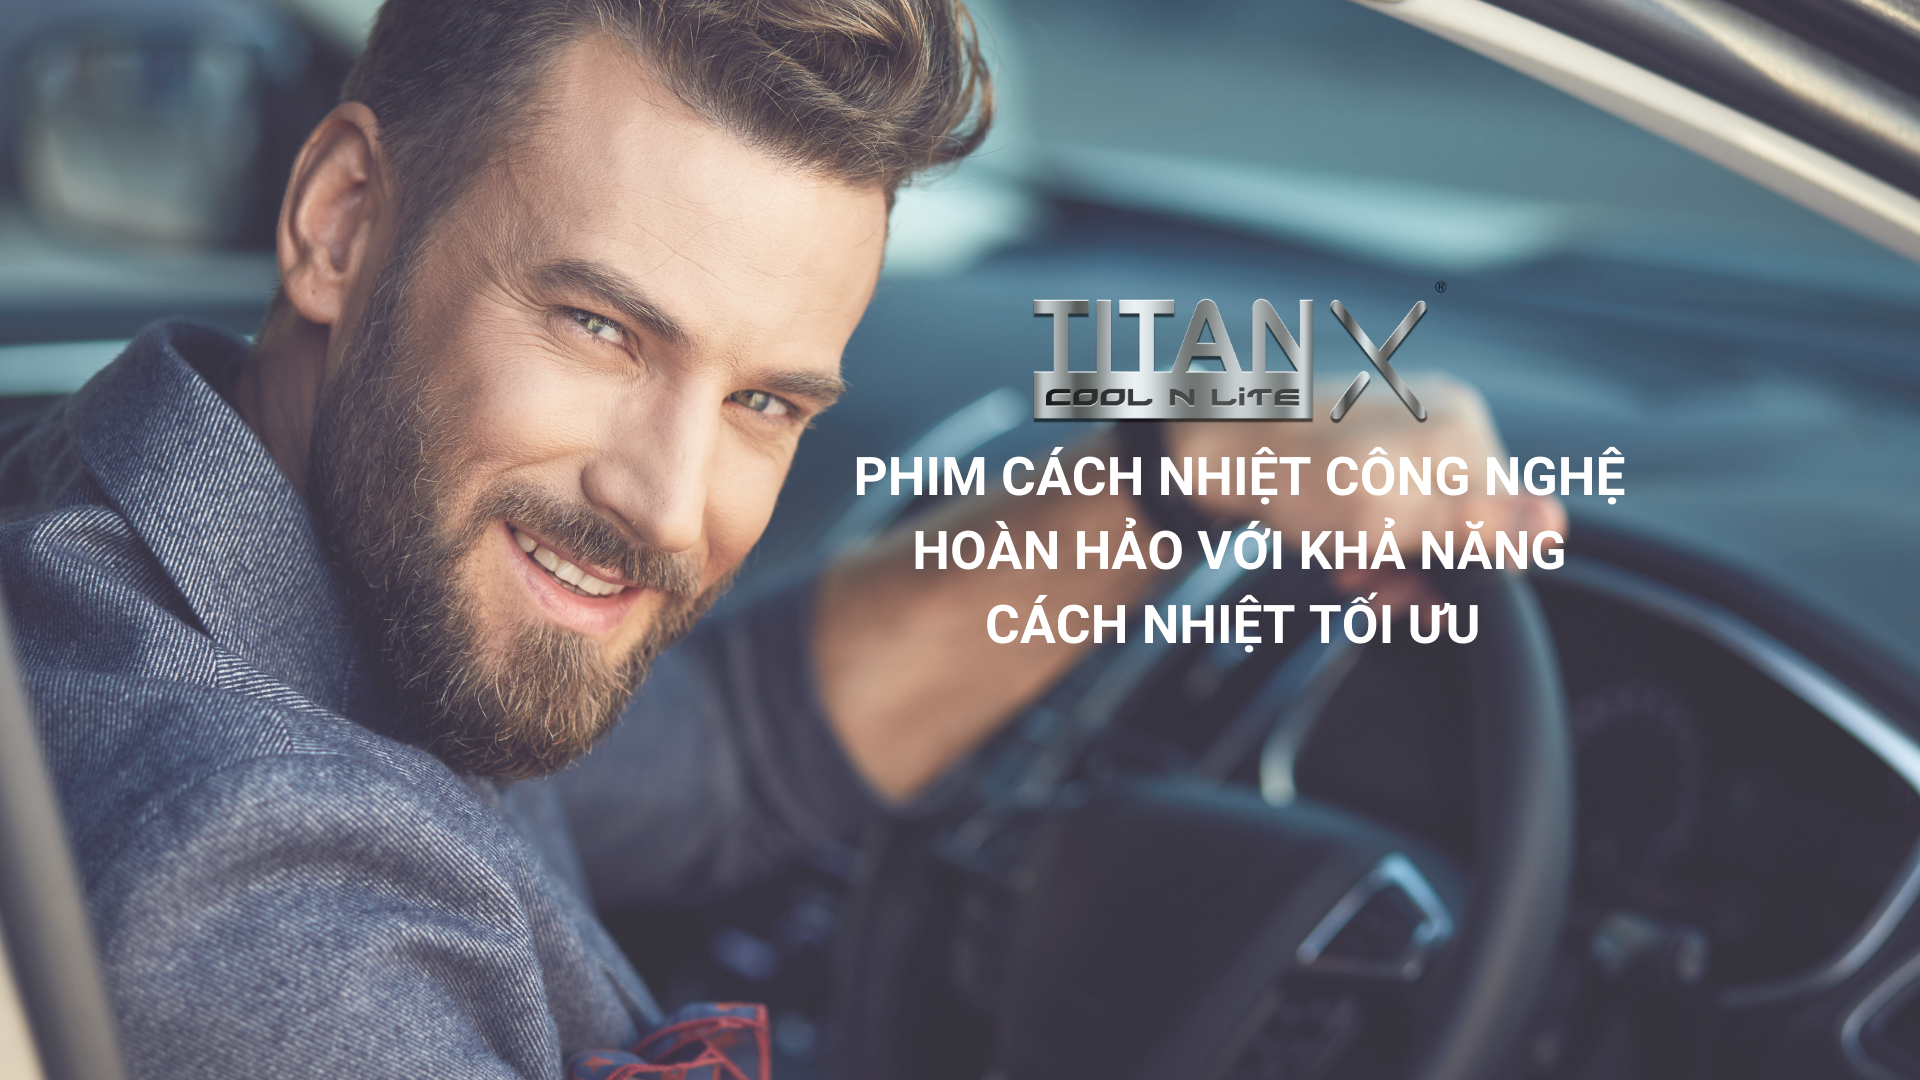 TITAN X ®
COOL N LiTE
PHIM CÁCH NHIỆT CÔNG NGHỆ
HOÀN HẢO VỚI KHẢ NĂNG
CÁCH NHIỆT TỐI ƯU